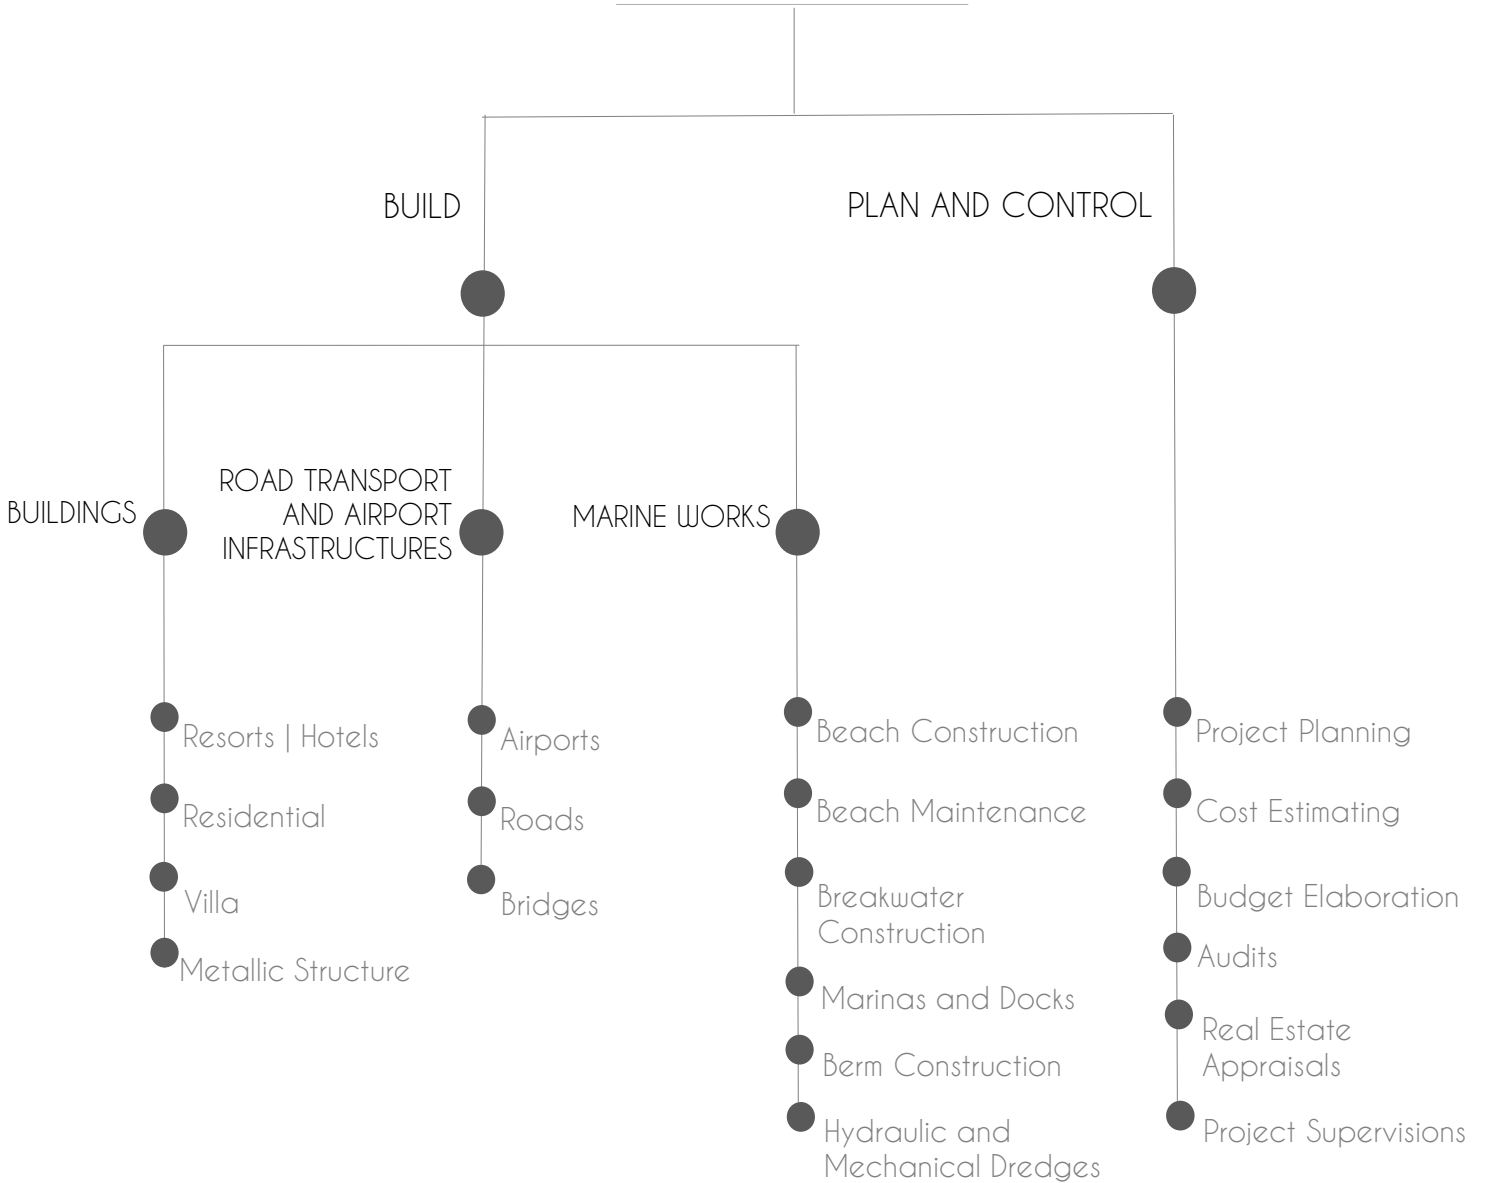 BUILD
PLAN AND CONTROL
BUILDINGS
ROAD TRANSPORT
AND AIRPORT
INFRASTRUCTURES
MARINE WORKS
Resorts | Hotels
Residential
Villa
Metallic Structure
Airports
Roads
Bridges
Beach Construction
Beach Maintenance
Breakwater
Construction
Marinas and Docks
Berm Construction
Hydraulic and
Mechanical Dredges
Project Planning
Cost Estimating
Budget Elaboration
Audits
Real Estate
Appraisals
Project Supervisions